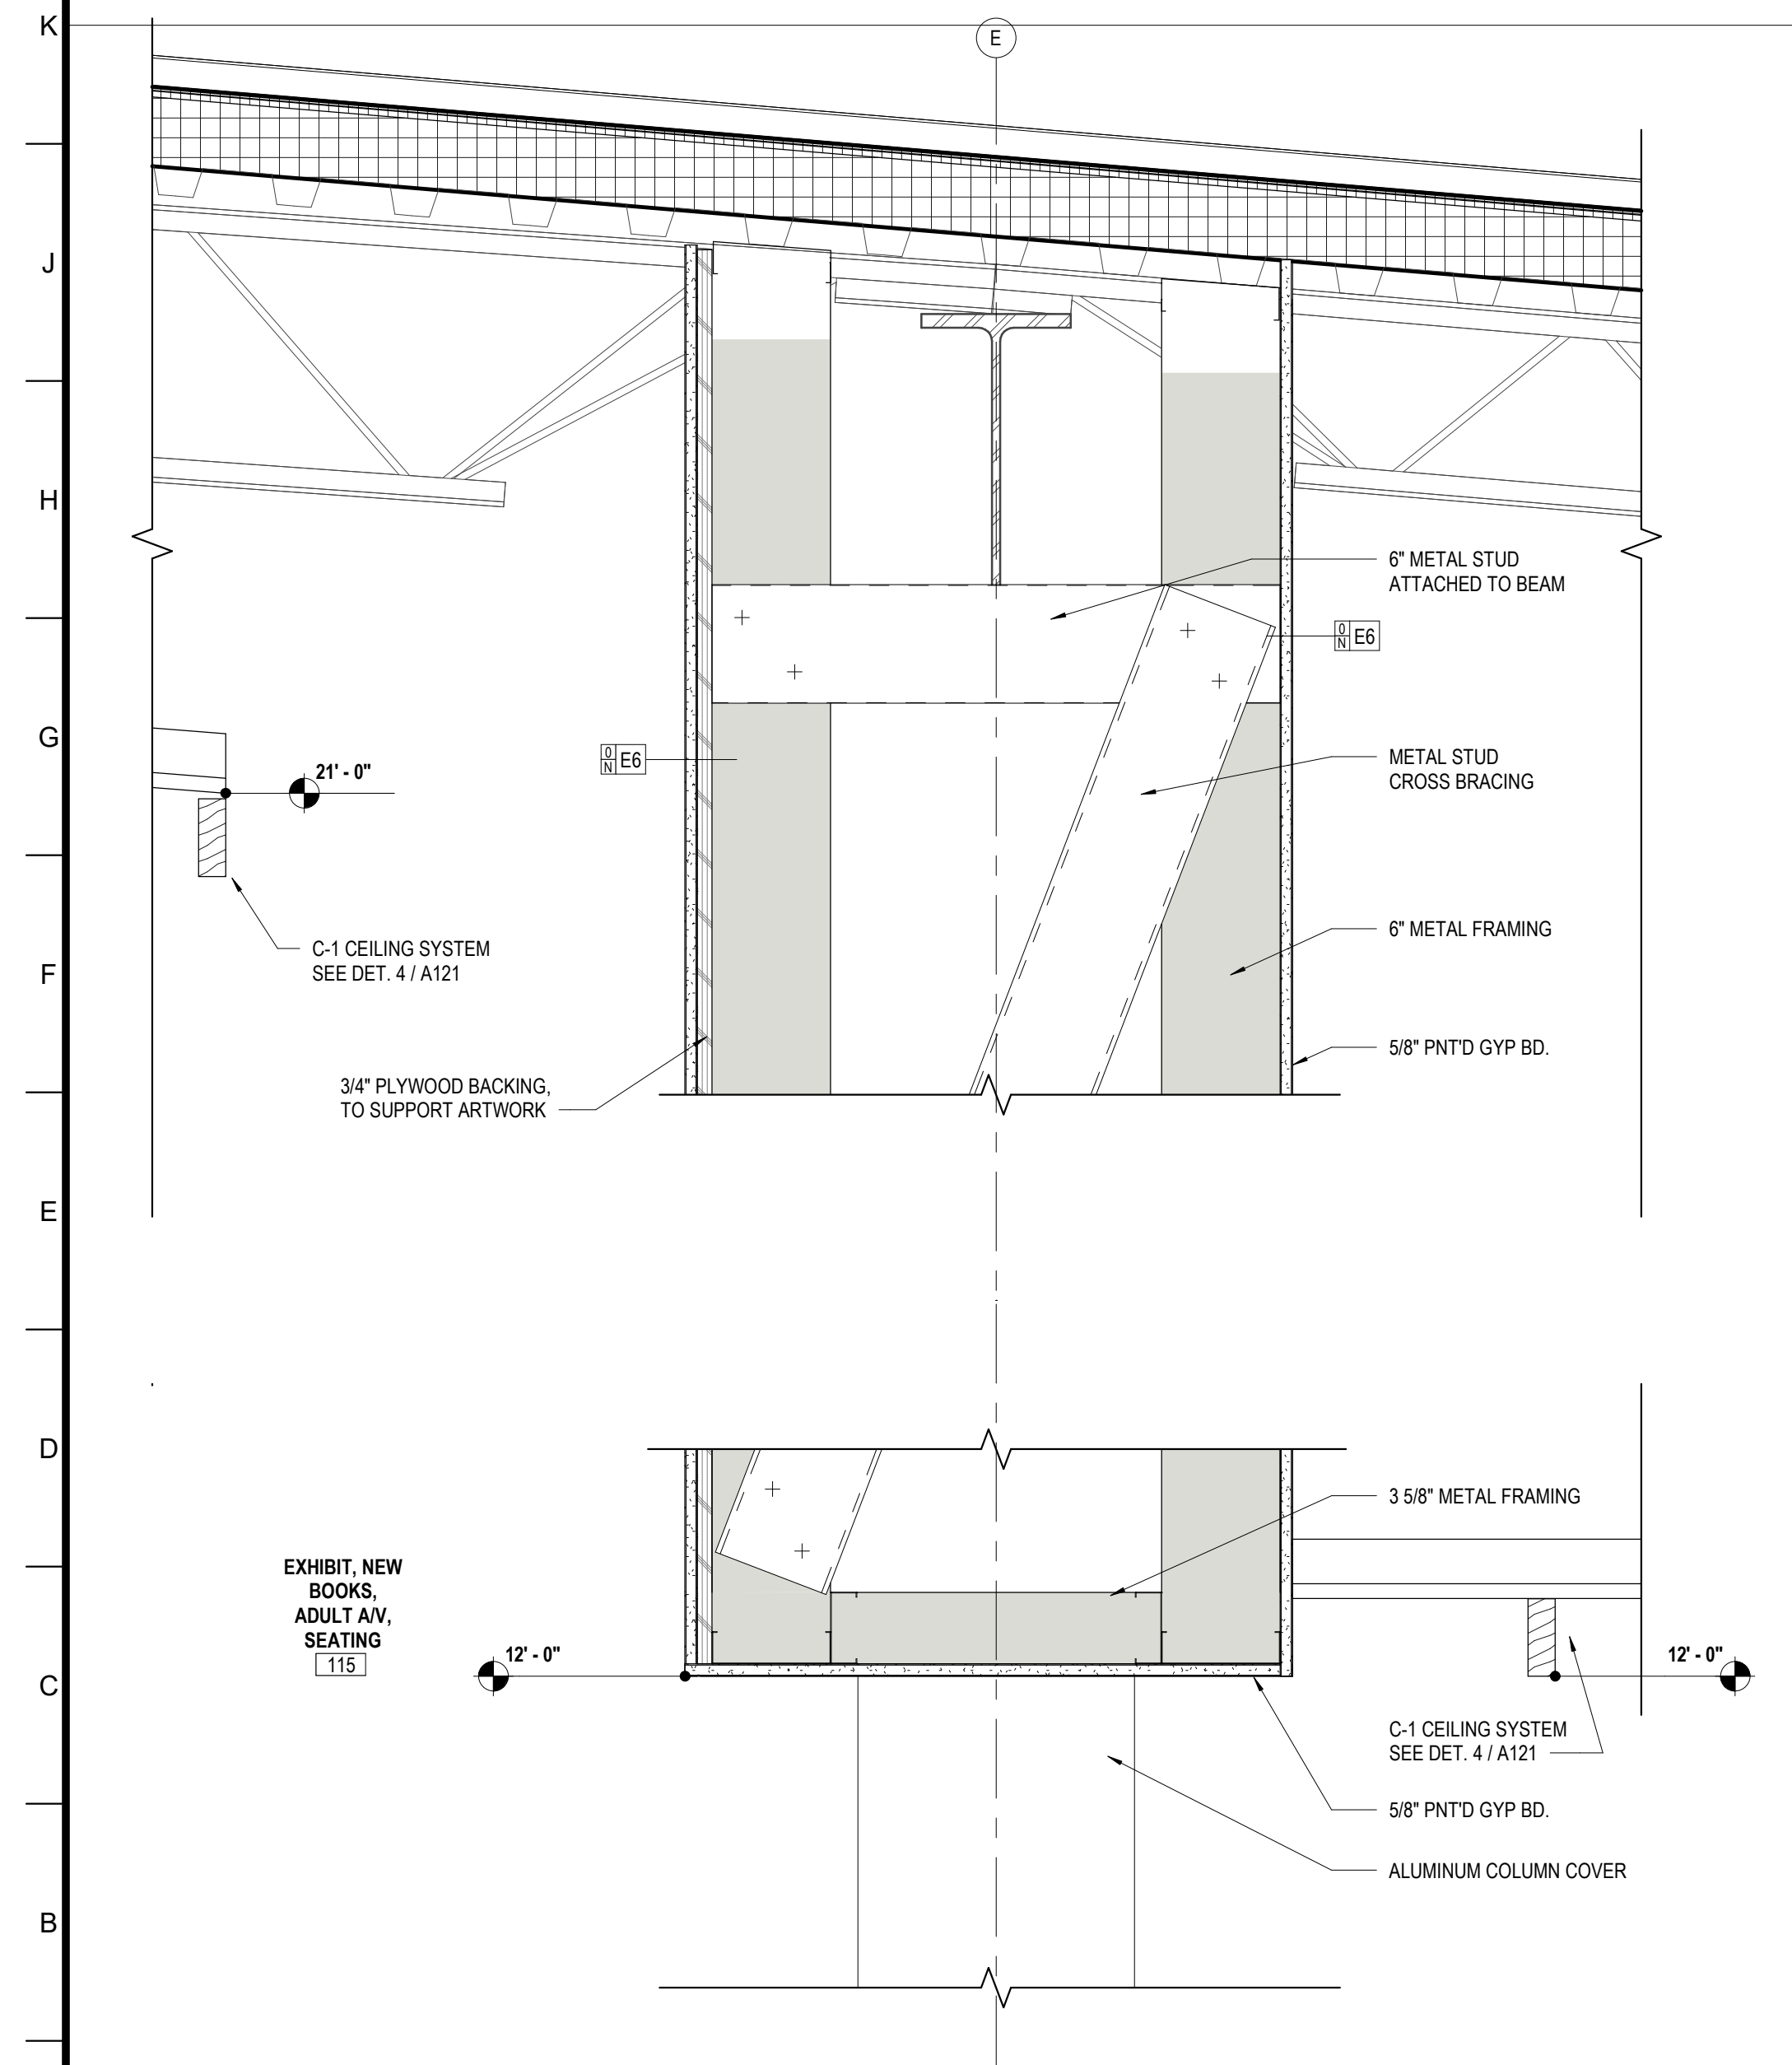 K
E
J
H
6" METAL STUD
ATTACHED TO BEAM
0
N
E6
G
0
N
E6
METAL STUD
CROSS BRACING
21' - 0"
6" METAL FRAMING
C-1 CEILING SYSTEM
SEE DET. 4 / A121
F
5/8" PNT'D GYP BD.
3/4" PLYWOOD BACKING,
TO SUPPORT ARTWORK
E
D
3 5/8" METAL FRAMING
EXHIBIT, NEW
BOOKS,
ADULT A/V,
SEATING
115
12' - 0"
12' - 0"
C
C-1 CEILING SYSTEM
SEE DET. 4 / A121
5/8" PNT'D GYP BD.
ALUMINUM COLUMN COVER
B